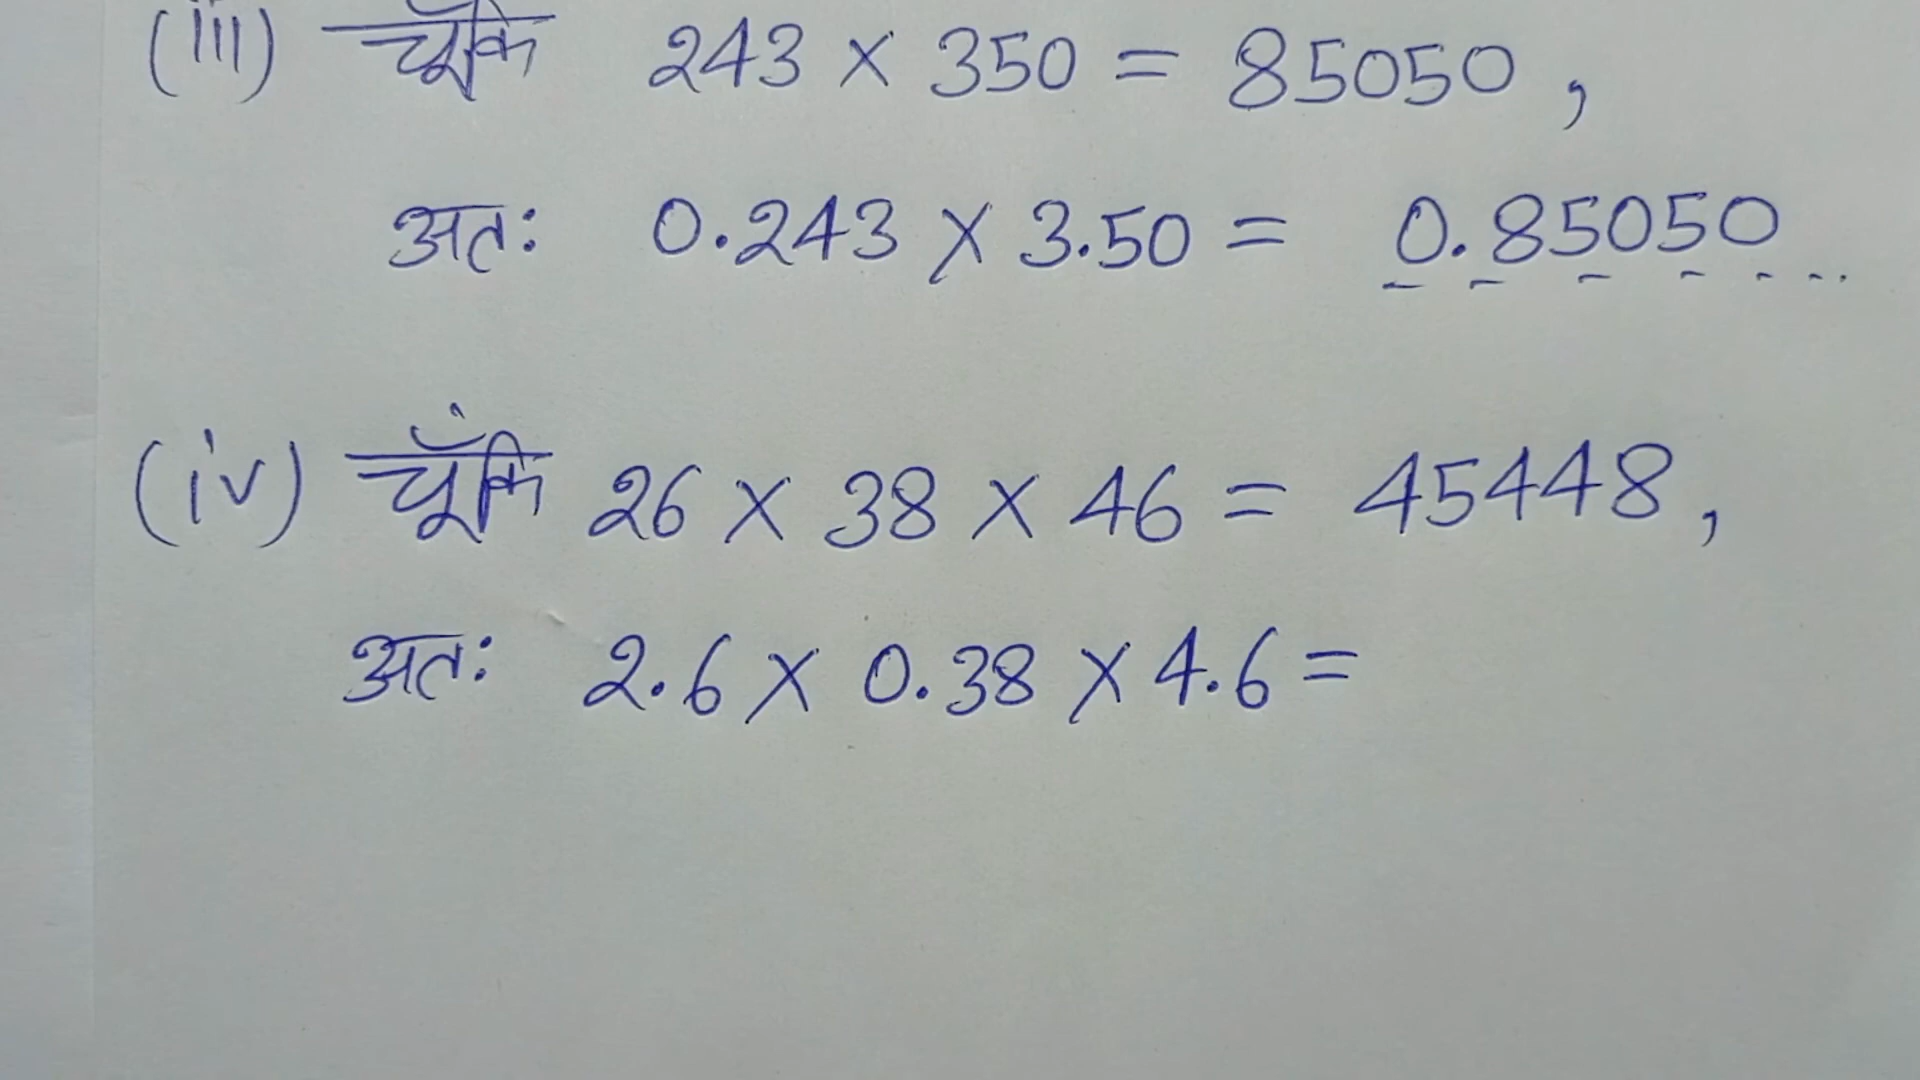 (iii) चूँकि 243 × 350 = 85050 ,
अतः 0.243 × 3.50 = 0.85050
(iv) चूँकि 26 × 38 × 46 = 45448 ,
अतः 2.6 × 0.38 × 4.6 =